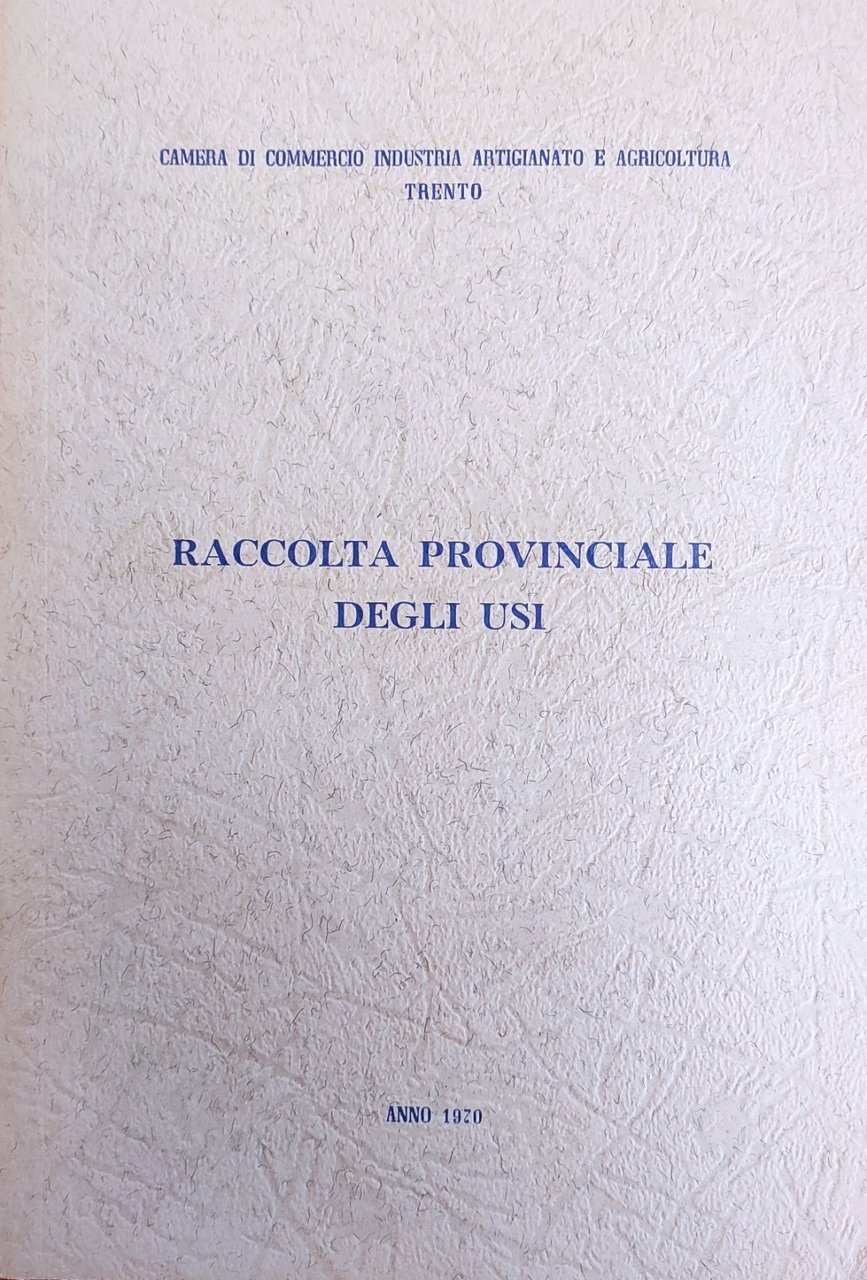 CAMERA DI COMMERCIO INDUSTRIA ARTIGIANATO E AGRICOLTURA
TRENTO
RACCOLTA PROVINCIALE
DEGLI USI
ANNO 1970